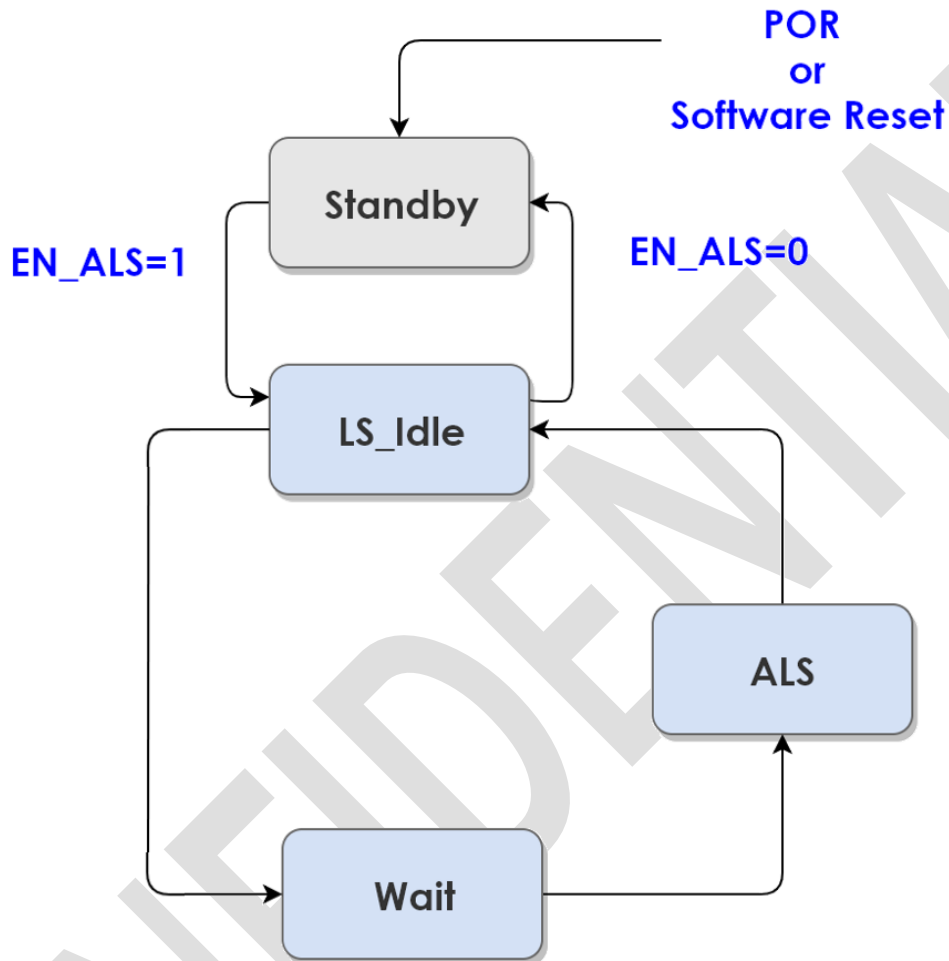 POR
or
Software Reset
Standby
EN_ALS=1
EN_ALS=0
LS_Idle
ALS
Wait